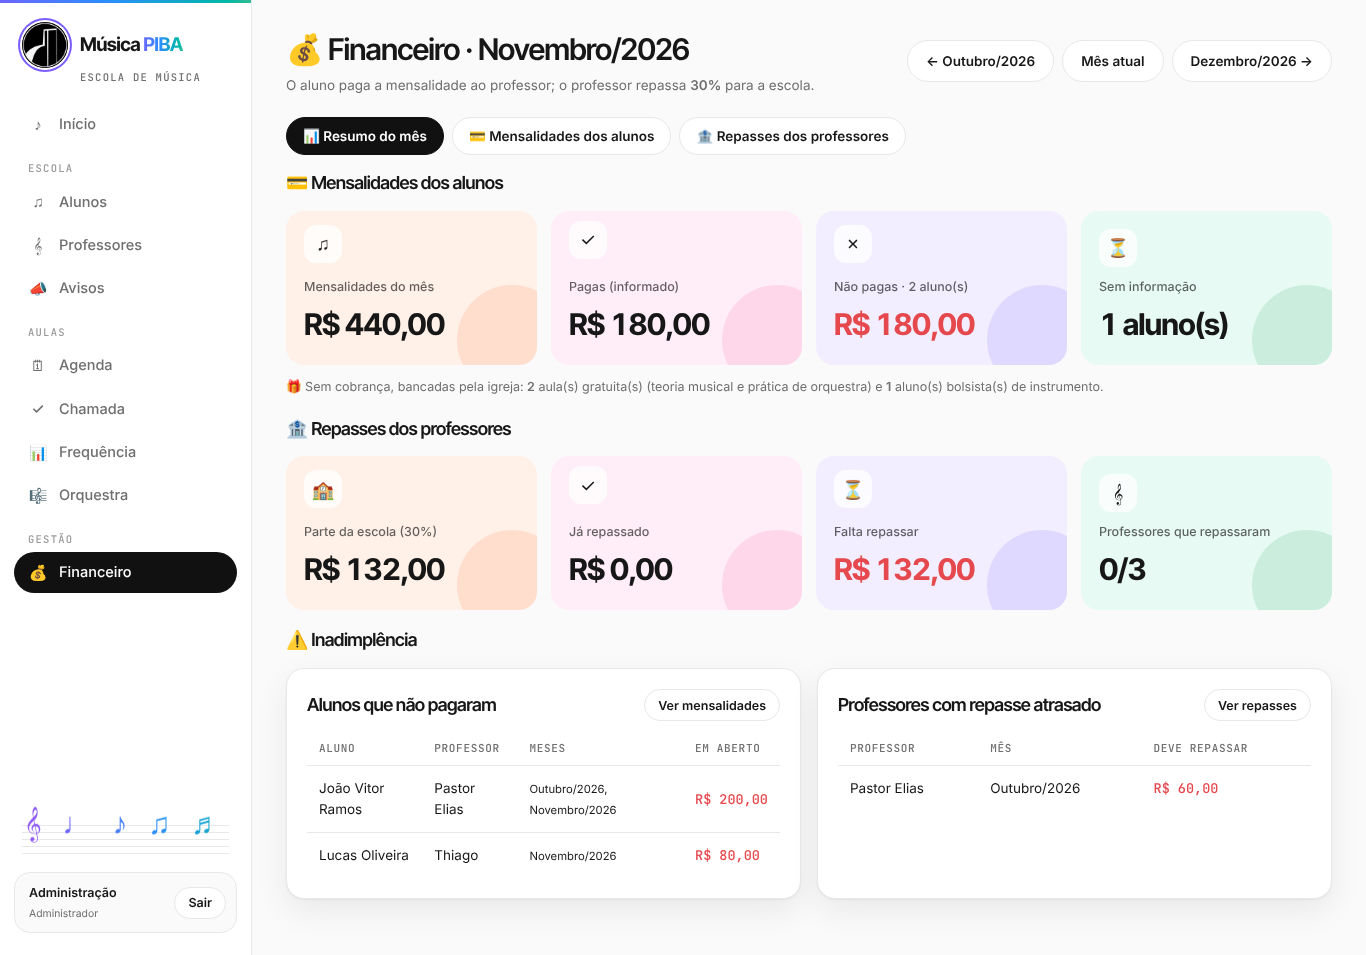 Música PIBA
ESCOLA DE MÚSICA
Início
ESCOLA
Alunos
Professores
Avisos
AULAS
Agenda
Chamada
Frequência
Orquestra
GESTÃO
Financeiro
Administração
Administrador
Sair
Financeiro · Novembro/2026
O aluno paga a mensalidade ao professor; o professor repassa 30% para a escola.
← Outubro/2026
Mês atual
Dezembro/2026 →
Resumo do mês
Mensalidades dos alunos
Repasses dos professores
Mensalidades dos alunos
Mensalidades do mês
R$ 440,00
Pagas (informado)
R$ 180,00
Não pagas · 2 aluno(s)
R$ 180,00
Sem informação
1 aluno(s)
Sem cobrança, bancadas pela igreja: 2 aula(s) gratuita(s) (teoria musical e prática de orquestra) e 1 aluno(s) bolsista(s) de instrumento.
Repasses dos professores
Parte da escola (30%)
R$ 132,00
Já repassado
R$ 0,00
Falta repassar
R$ 132,00
Professores que repassaram
0/3
Inadimplência
Alunos que não pagaram
Ver mensalidades
ALUNO PROFESSOR MESES EM ABERTO
João Vitor Ramos Pastor Elias Outubro/2026, Novembro/2026 R$ 200,00
Lucas Oliveira Thiago Novembro/2026 R$ 80,00
Professores com repasse atrasado
Ver repasses
PROFESSOR MÊS DEVE REPASSAR
Pastor Elias Outubro/2026 R$ 60,00